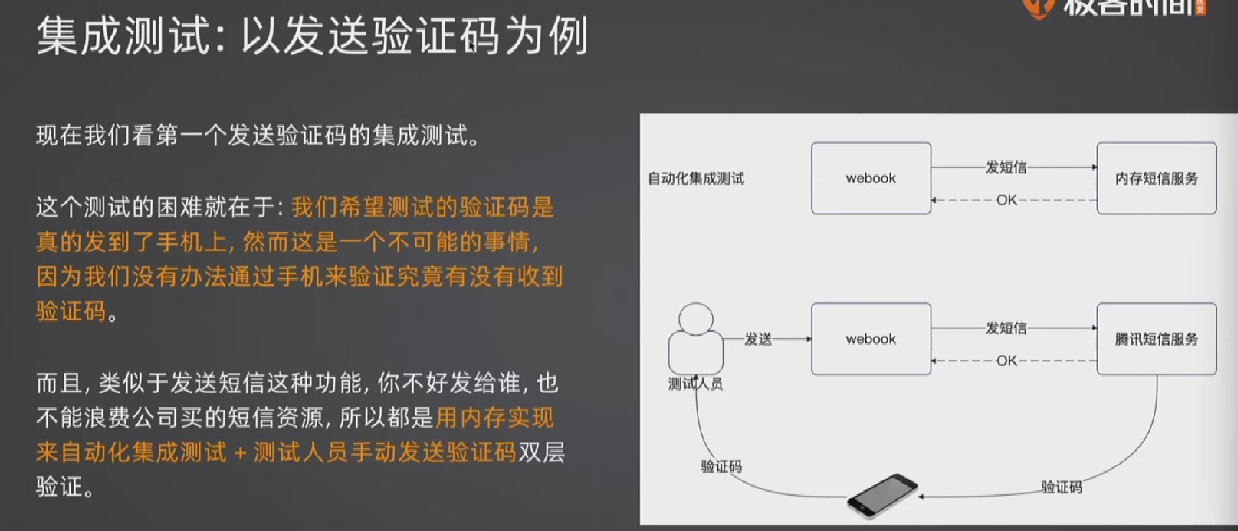 极客时间
集成测试：以发送验证码为例
现在我们看第一个发送验证码的集成测试。
这个测试的困难就在于：我们希望测试的验证码是
真的发到了手机上，然而这是一个不可能的事情，
因为我们没有办法通过手机来验证究竟有没有收到
验证码。
而且，类似于发送短信这种功能，你不好发给谁，也
不能浪费公司买的短信资源，所以都是用内存实现
来自动化集成测试 + 测试人员手动发送验证码双层
验证。
自动化集成测试
webook
发短信
OK
内存短信服务
测试人员
发送
webook
发短信
OK
腾讯短信服务
验证码
验证码